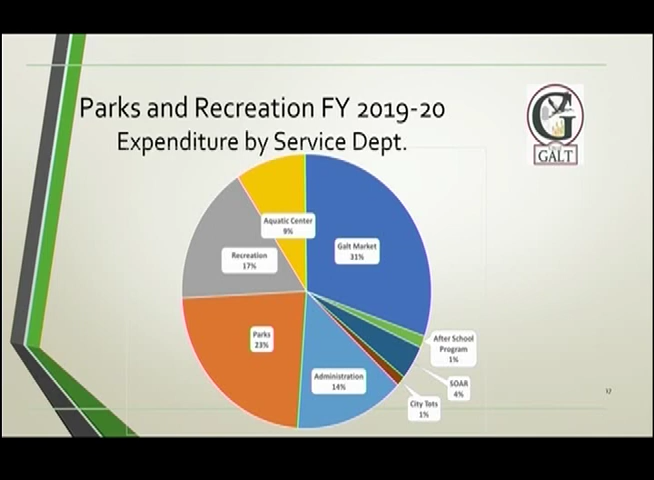 Parks and Recreation FY 2019-20
Expenditure by Service Dept.
G
GALT
Aquatic Center
9%
Galt Market
31%
Recreation
17%
Parks
23%
After School
Program
1%
Administration
14%
SOAR
4%
City Tots
1%
17